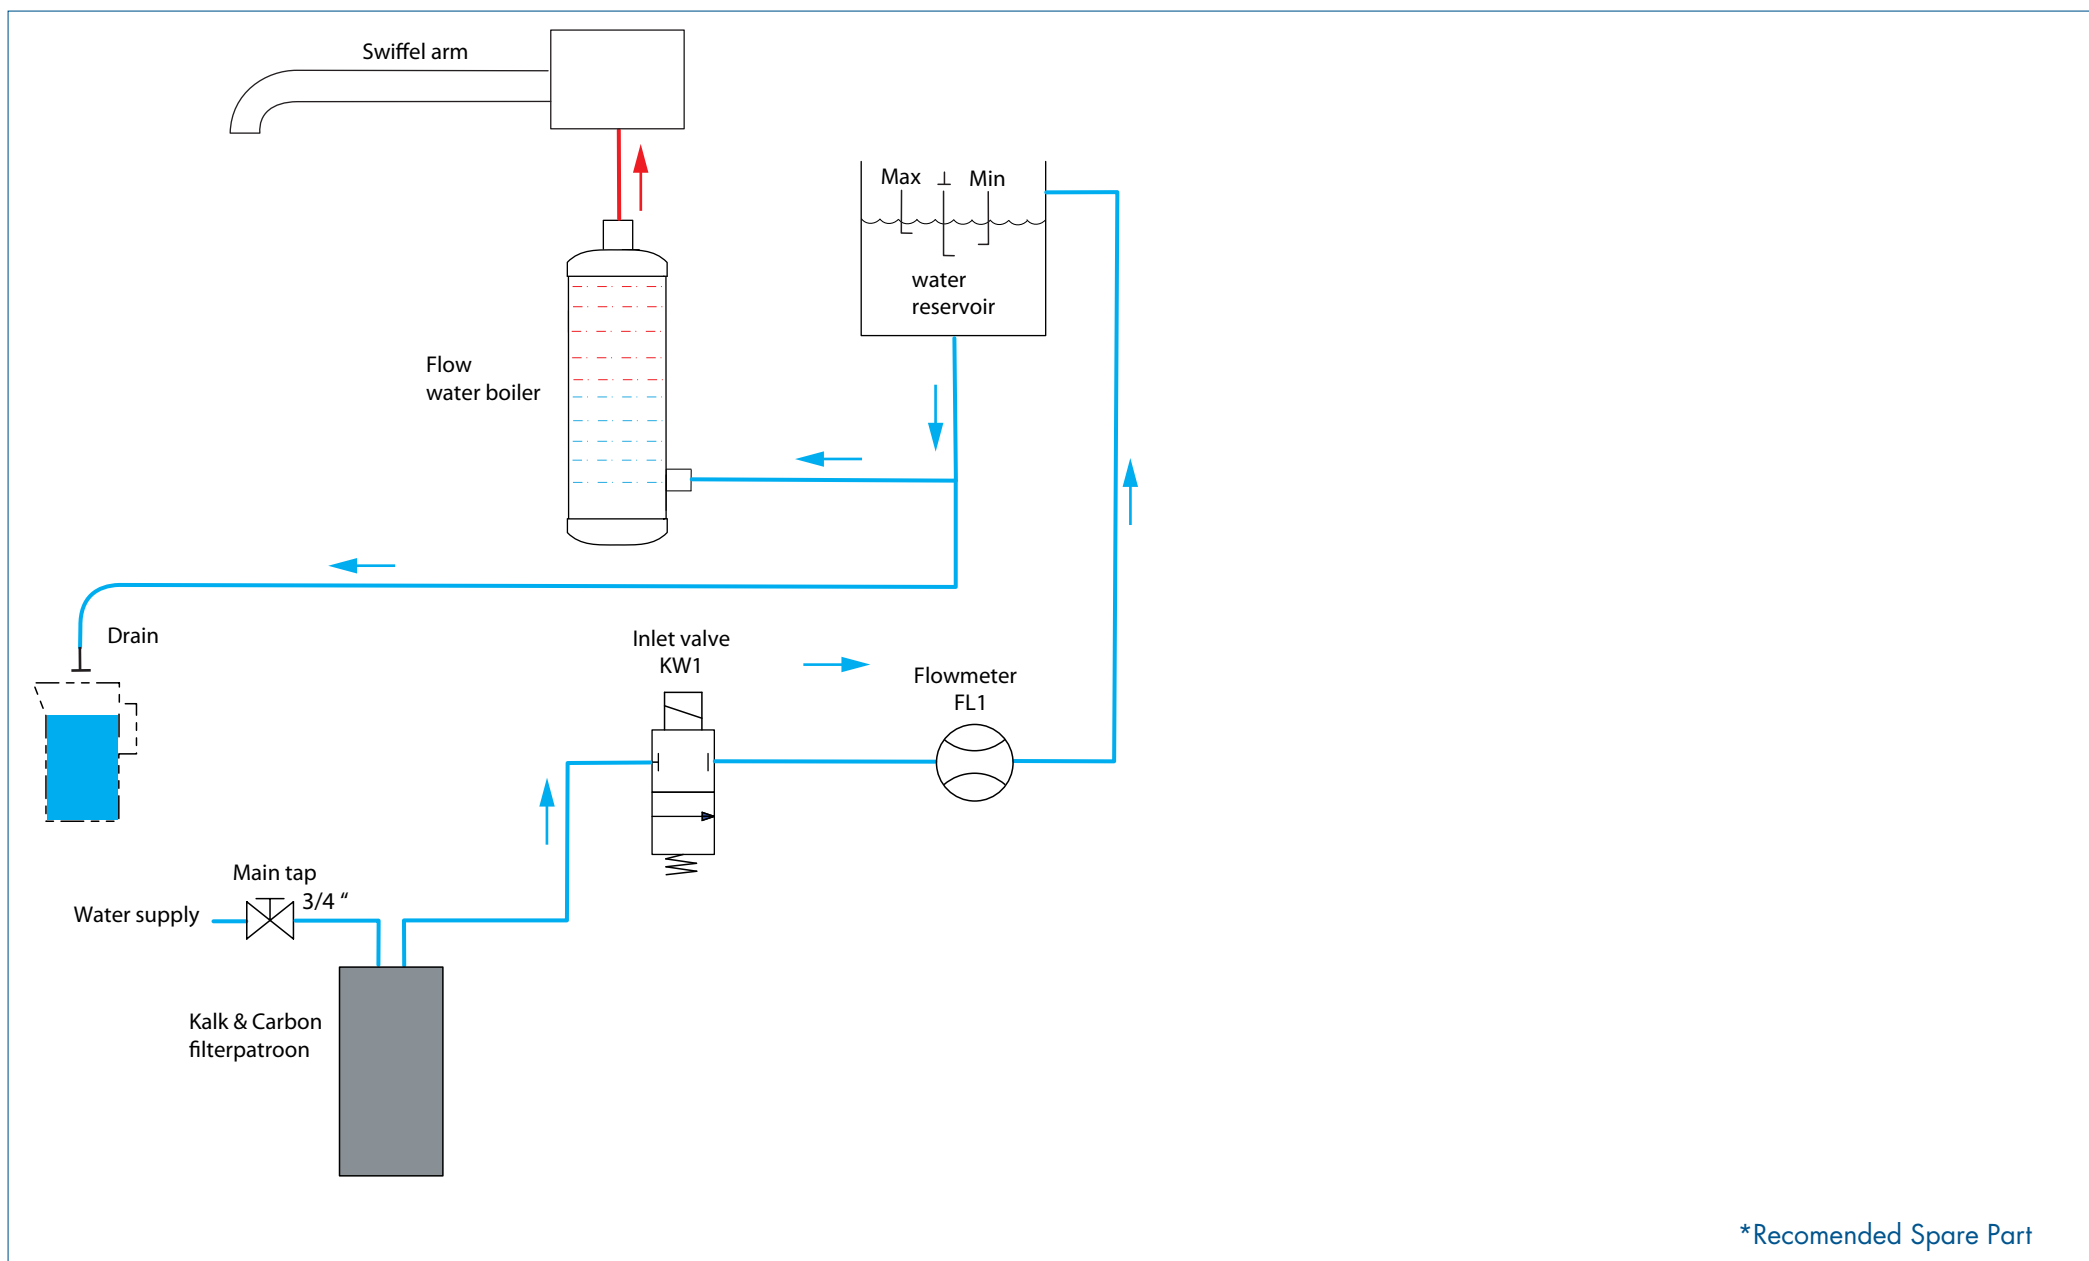 Swiffel arm
Max ⊥ Min
water
reservoir
Flow
water boiler
Drain
Inlet valve
KW1
Flowmeter
FL1
Main tap
3/4 “
Water supply
Kalk & Carbon
filterpatroon
*Recomended Spare Part